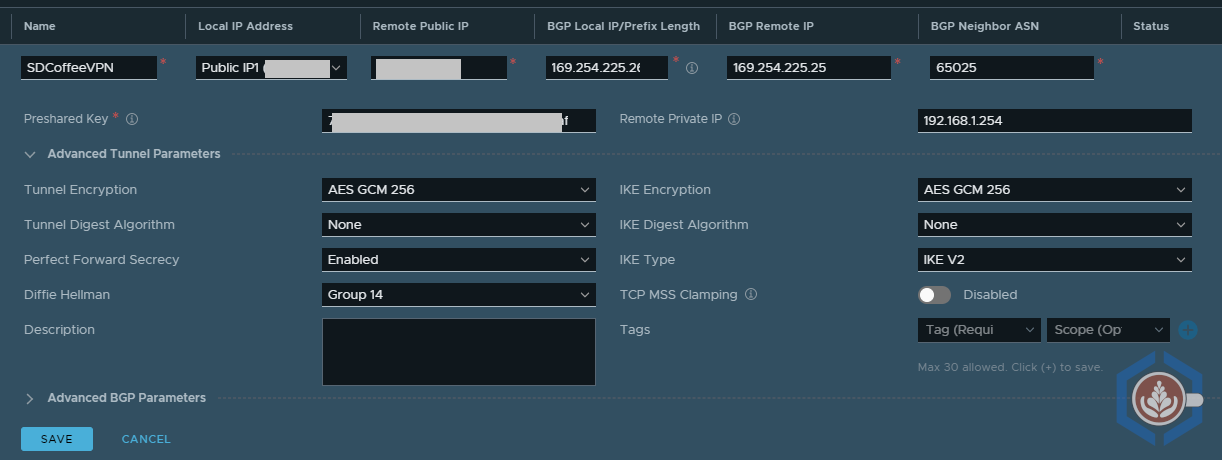 Name Local IP Address Remote Public IP BGP Local IP/Prefix Length BGP Remote IP BGP Neighbor ASN Status
SDCoffeeVPN * Public IP1 ( * 169.254.225.26 * 169.254.225.25 * 65025 *
Preshared Key * Remote Private IP 192.168.1.254
Advanced Tunnel Parameters
Tunnel Encryption AES GCM 256 IKE Encryption AES GCM 256
Tunnel Digest Algorithm None IKE Digest Algorithm None
Perfect Forward Secrecy Enabled IKE Type IKE V2
Diffie Hellman Group 14 TCP MSS Clamping Disabled
Description Tags Tag (Requi Scope (Op
Max 30 allowed. Click (+) to save.
Advanced BGP Parameters
SAVE CANCEL